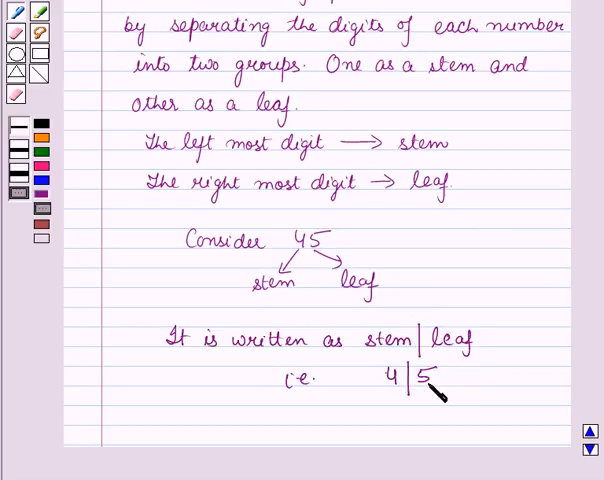 by separating the digits of each number
into two groups. One as a stem and
other as a leaf.
The left most digit → stem
The right most digit → leaf.
Consider 45
stem leaf
It is written as stem | leaf
i.e. 4 | 5